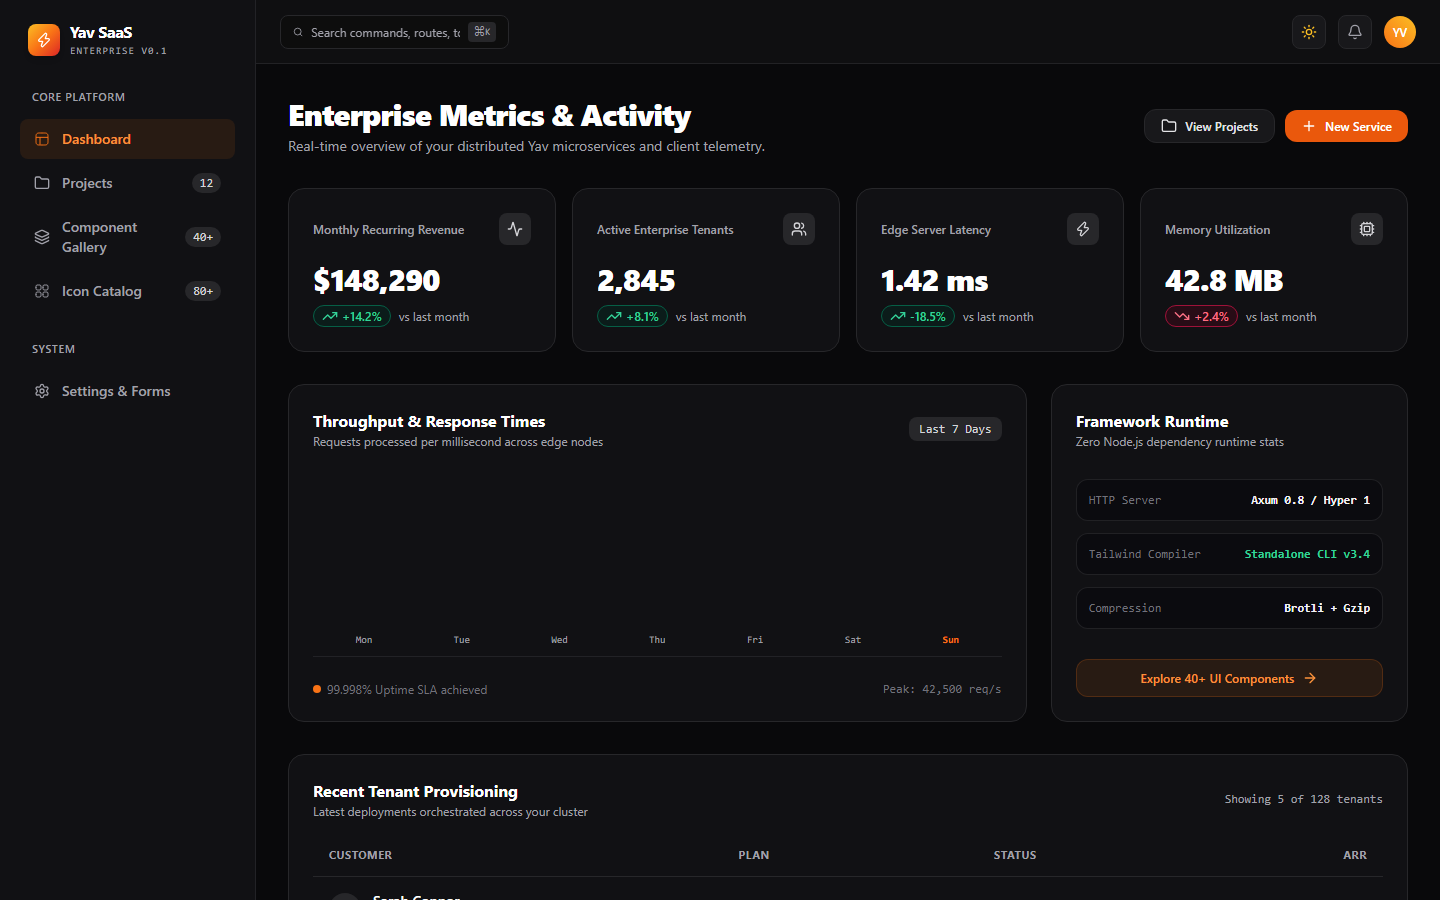 Yav SaaS
ENTERPRISE V0.1
CORE PLATFORM
Dashboard
Projects 12
Component Gallery 40+
Icon Catalog 80+
SYSTEM
Settings & Forms
Search commands, routes, to ⌘K
YV
Enterprise Metrics & Activity
Real-time overview of your distributed Yav microservices and client telemetry.
View Projects
New Service
Monthly Recurring Revenue
$148,290
+14.2% vs last month
Active Enterprise Tenants
2,845
+8.1% vs last month
Edge Server Latency
1.42 ms
-18.5% vs last month
Memory Utilization
42.8 MB
+2.4% vs last month
Throughput & Response Times
Requests processed per millisecond across edge nodes
Last 7 Days
Mon Tue Wed Thu Fri Sat Sun
99.998% Uptime SLA achieved
Peak: 42,500 req/s
Framework Runtime
Zero Node.js dependency runtime stats
HTTP Server Axum 0.8 / Hyper 1
Tailwind Compiler Standalone CLI v3.4
Compression Brotli + Gzip
Explore 40+ UI Components
Recent Tenant Provisioning
Latest deployments orchestrated across your cluster
Showing 5 of 128 tenants
CUSTOMER PLAN STATUS ARR